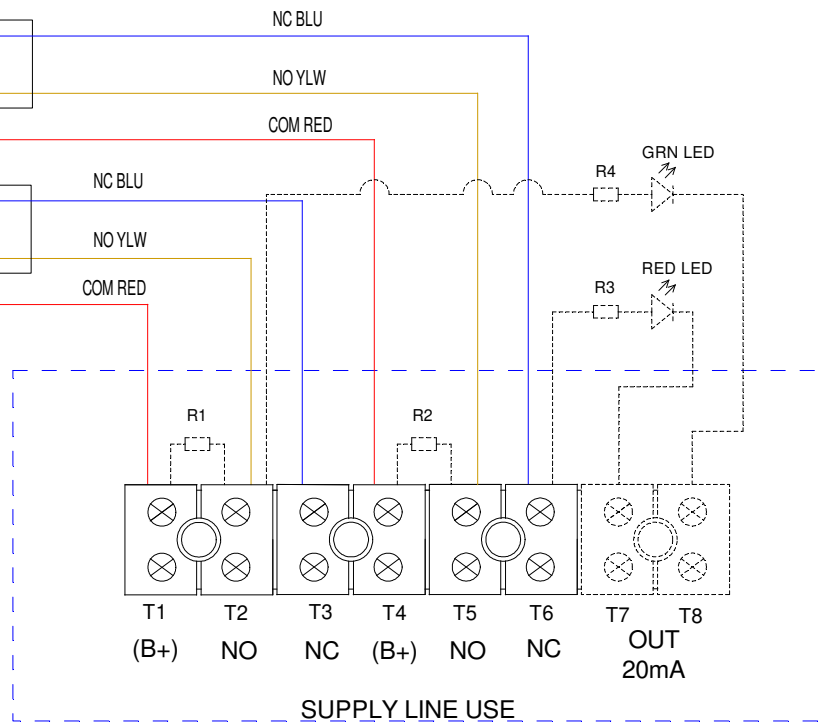 NC BLU
NO YLW
COM RED
GRN LED
R4
NC BLU
NO YLW
RED LED
COM RED
R3
R1
R2
T1 T2 T3 T4 T5 T6 T7 T8
(B+) NO NC (B+) NO NC OUT
20mA
SUPPLY LINE USE